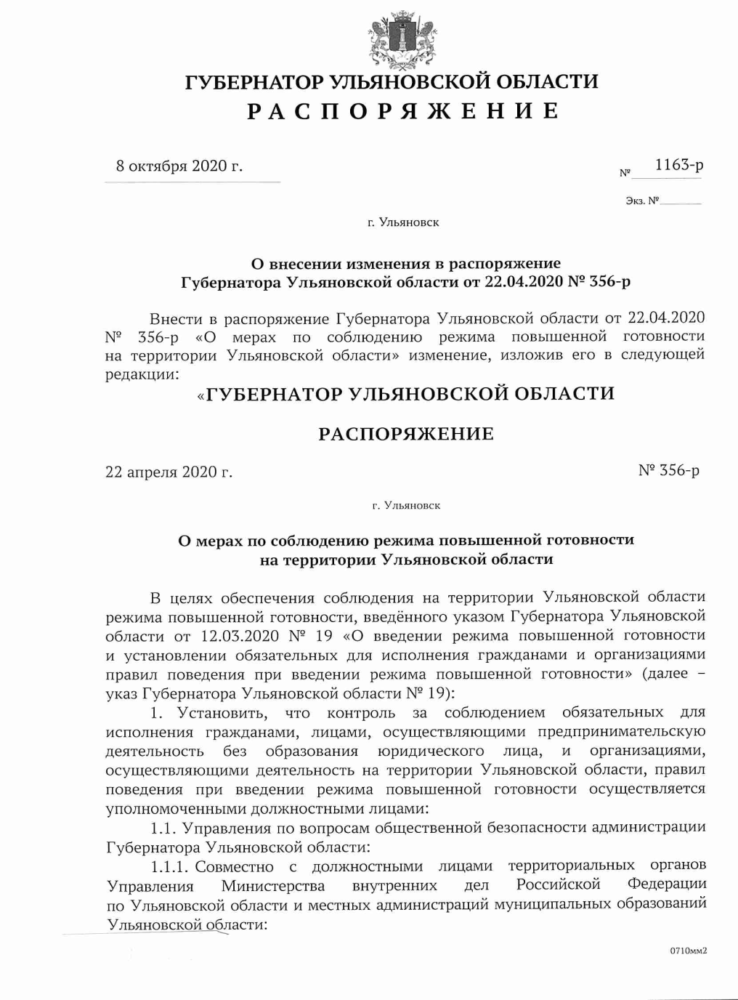 ГУБЕРНАТОР УЛЬЯНОВСКОЙ ОБЛАСТИ
РАСПОРЯЖЕНИЕ
8 октября 2020 г.
№ 1163-р
Экз. №
г. Ульяновск
О внесении изменения в распоряжение
Губернатора Ульяновской области от 22.04.2020 № 356-р
Внести в распоряжение Губернатора Ульяновской области от 22.04.2020
№ 356-р «О мерах по соблюдению режима повышенной готовности
на территории Ульяновской области» изменение, изложив его в следующей
редакции:
«ГУБЕРНАТОР УЛЬЯНОВСКОЙ ОБЛАСТИ
РАСПОРЯЖЕНИЕ
22 апреля 2020 г.
№ 356-р
г. Ульяновск
О мерах по соблюдению режима повышенной готовности
на территории Ульяновской области
В целях обеспечения соблюдения на территории Ульяновской области
режима повышенной готовности, введённого указом Губернатора Ульяновской
области от 12.03.2020 № 19 «О введении режима повышенной готовности
и установлении обязательных для исполнения гражданами и организациями
правил поведения при введении режима повышенной готовности» (далее –
указ Губернатора Ульяновской области № 19):
1. Установить, что контроль за соблюдением обязательных для
исполнения гражданами, лицами, осуществляющими предпринимательскую
деятельность без образования юридического лица, и организациями,
осуществляющими деятельность на территории Ульяновской области, правил
поведения при введении режима повышенной готовности осуществляется
уполномоченными должностными лицами:
1.1. Управления по вопросам общественной безопасности администрации
Губернатора Ульяновской области:
1.1.1. Совместно с должностными лицами территориальных органов
Управления Министерства внутренних дел Российской Федерации
по Ульяновской области и местных администраций муниципальных образований
Ульяновской области:
0710мм2